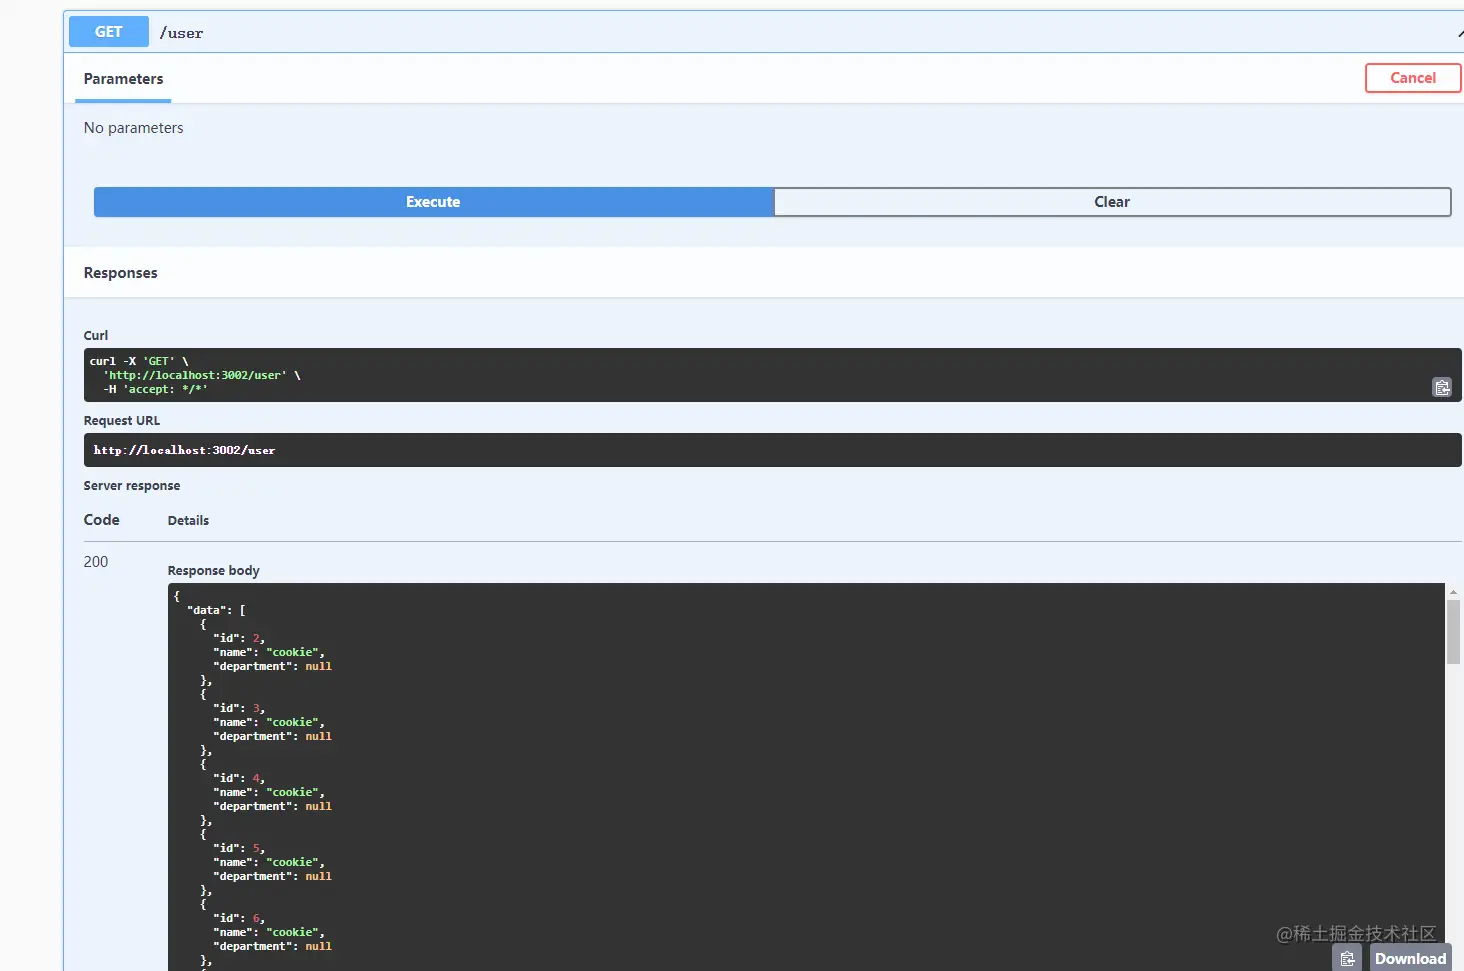 GET /user
Parameters Cancel
No parameters
Execute Clear
Responses
Curl
curl -X 'GET' \
'http://localhost:3002/user' \
-H 'accept: */*'
Request URL
http://localhost:3002/user
Server response
Code Details
200
Response body
{
"data": [
{
"id": 2,
"name": "cookie",
"department": null
},
{
"id": 3,
"name": "cookie",
"department": null
},
{
"id": 4,
"name": "cookie",
"department": null
},
{
"id": 5,
"name": "cookie",
"department": null
},
{
"id": 6,
"name": "cookie",
"department": null
},
@稀土掘金技术社区
Download